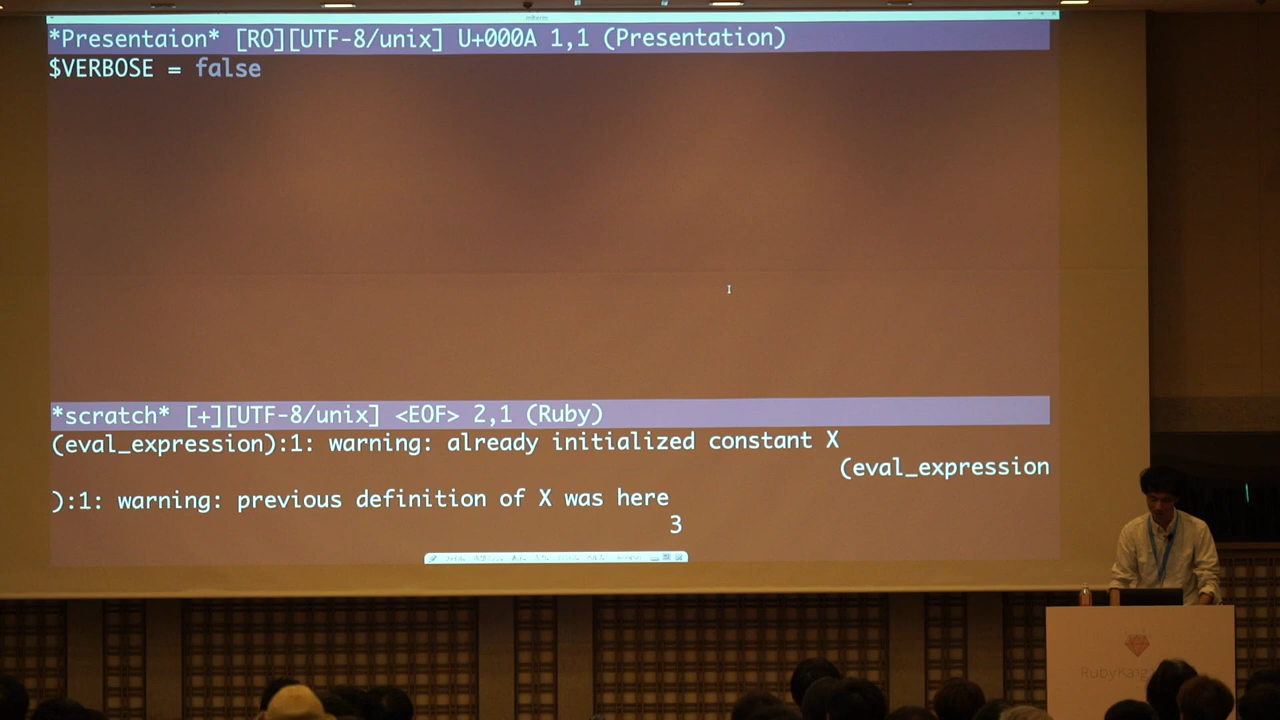 *Presentaion* [RO][UTF-8/unix] U+000A 1,1 (Presentation)
$VERBOSE = false
*scratch* [+][UTF-8/unix] <EOF> 2,1 (Ruby)
(eval_expression):1: warning: already initialized constant X
(eval_expression
):1: warning: previous definition of X was here
3